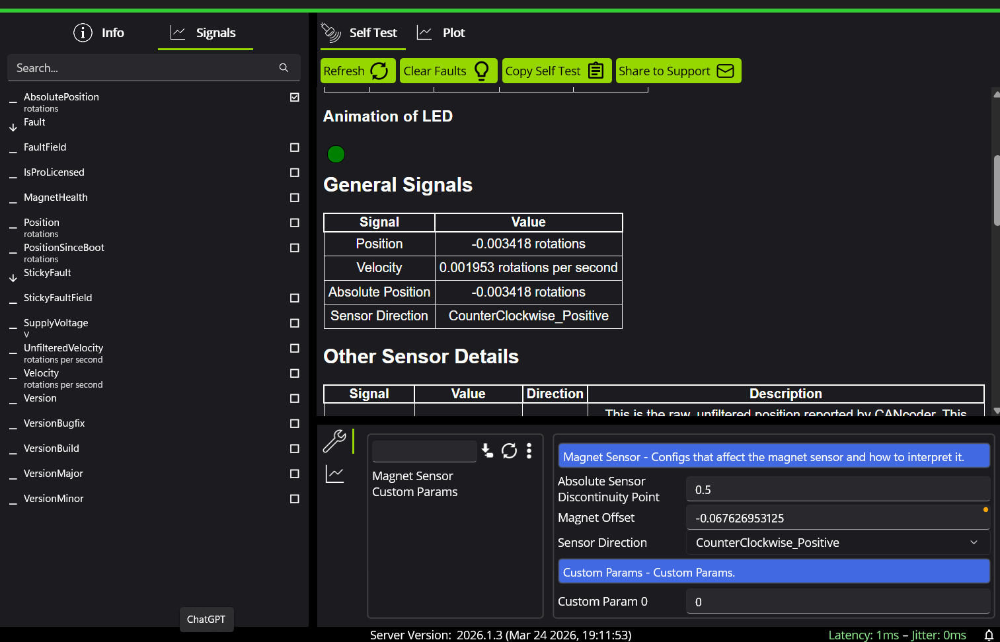 Info
Signals
Search...
AbsolutePosition
rotations
Fault
FaultField
IsProLicensed
MagnetHealth
Position
rotations
PositionSinceBoot
rotations
StickyFault
StickyFaultField
SupplyVoltage
V
UnfilteredVelocity
rotations per second
Velocity
rotations per second
Version
VersionBugfix
VersionBuild
VersionMajor
VersionMinor
ChatGPT
Self Test
Plot
Refresh
Clear Faults
Copy Self Test
Share to Support
Animation of LED
General Signals
Signal Value
Position -0.003418 rotations
Velocity 0.001953 rotations per second
Absolute Position -0.003418 rotations
Sensor Direction CounterClockwise_Positive
Other Sensor Details
Signal Value Direction Description
This is the raw, unfiltered position reported by CANcoder. This
Magnet Sensor
Custom Params
Magnet Sensor - Configs that affect the magnet sensor and how to interpret it.
Absolute Sensor
Discontinuity Point
0.5
Magnet Offset -0.067626953125
Sensor Direction CounterClockwise_Positive
Custom Params - Custom Params.
Custom Param 0 0
Server Version: 2026.1.3 (Mar 24 2026, 19:11:53)
Latency: 1ms – Jitter: 0ms